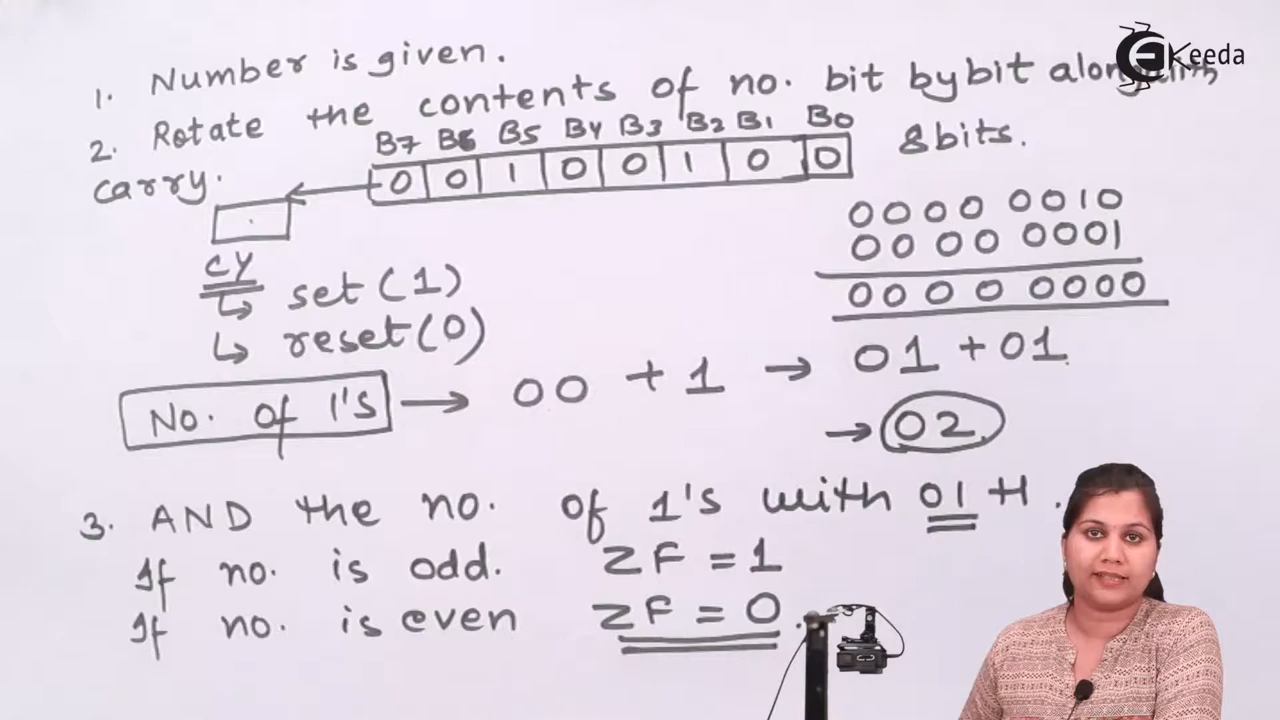 Keeda
1. Number is given.
2. Rotate the contents of no. bit by bit along with
carry.
B7 B6 B5 B4 B3 B2 B1 B0
0 0 1 0 0 1 0 0
8 bits.
CY
↳ set (1)
↳ reset (0)
0000 0010
0000 0001
0000 0000
No. of 1's → 00 + 1 → 01 + 01
→ 02
3. AND the no. of 1's with 01 H.
If no. is odd. ZF = 1
If no. is even ZF = 0.